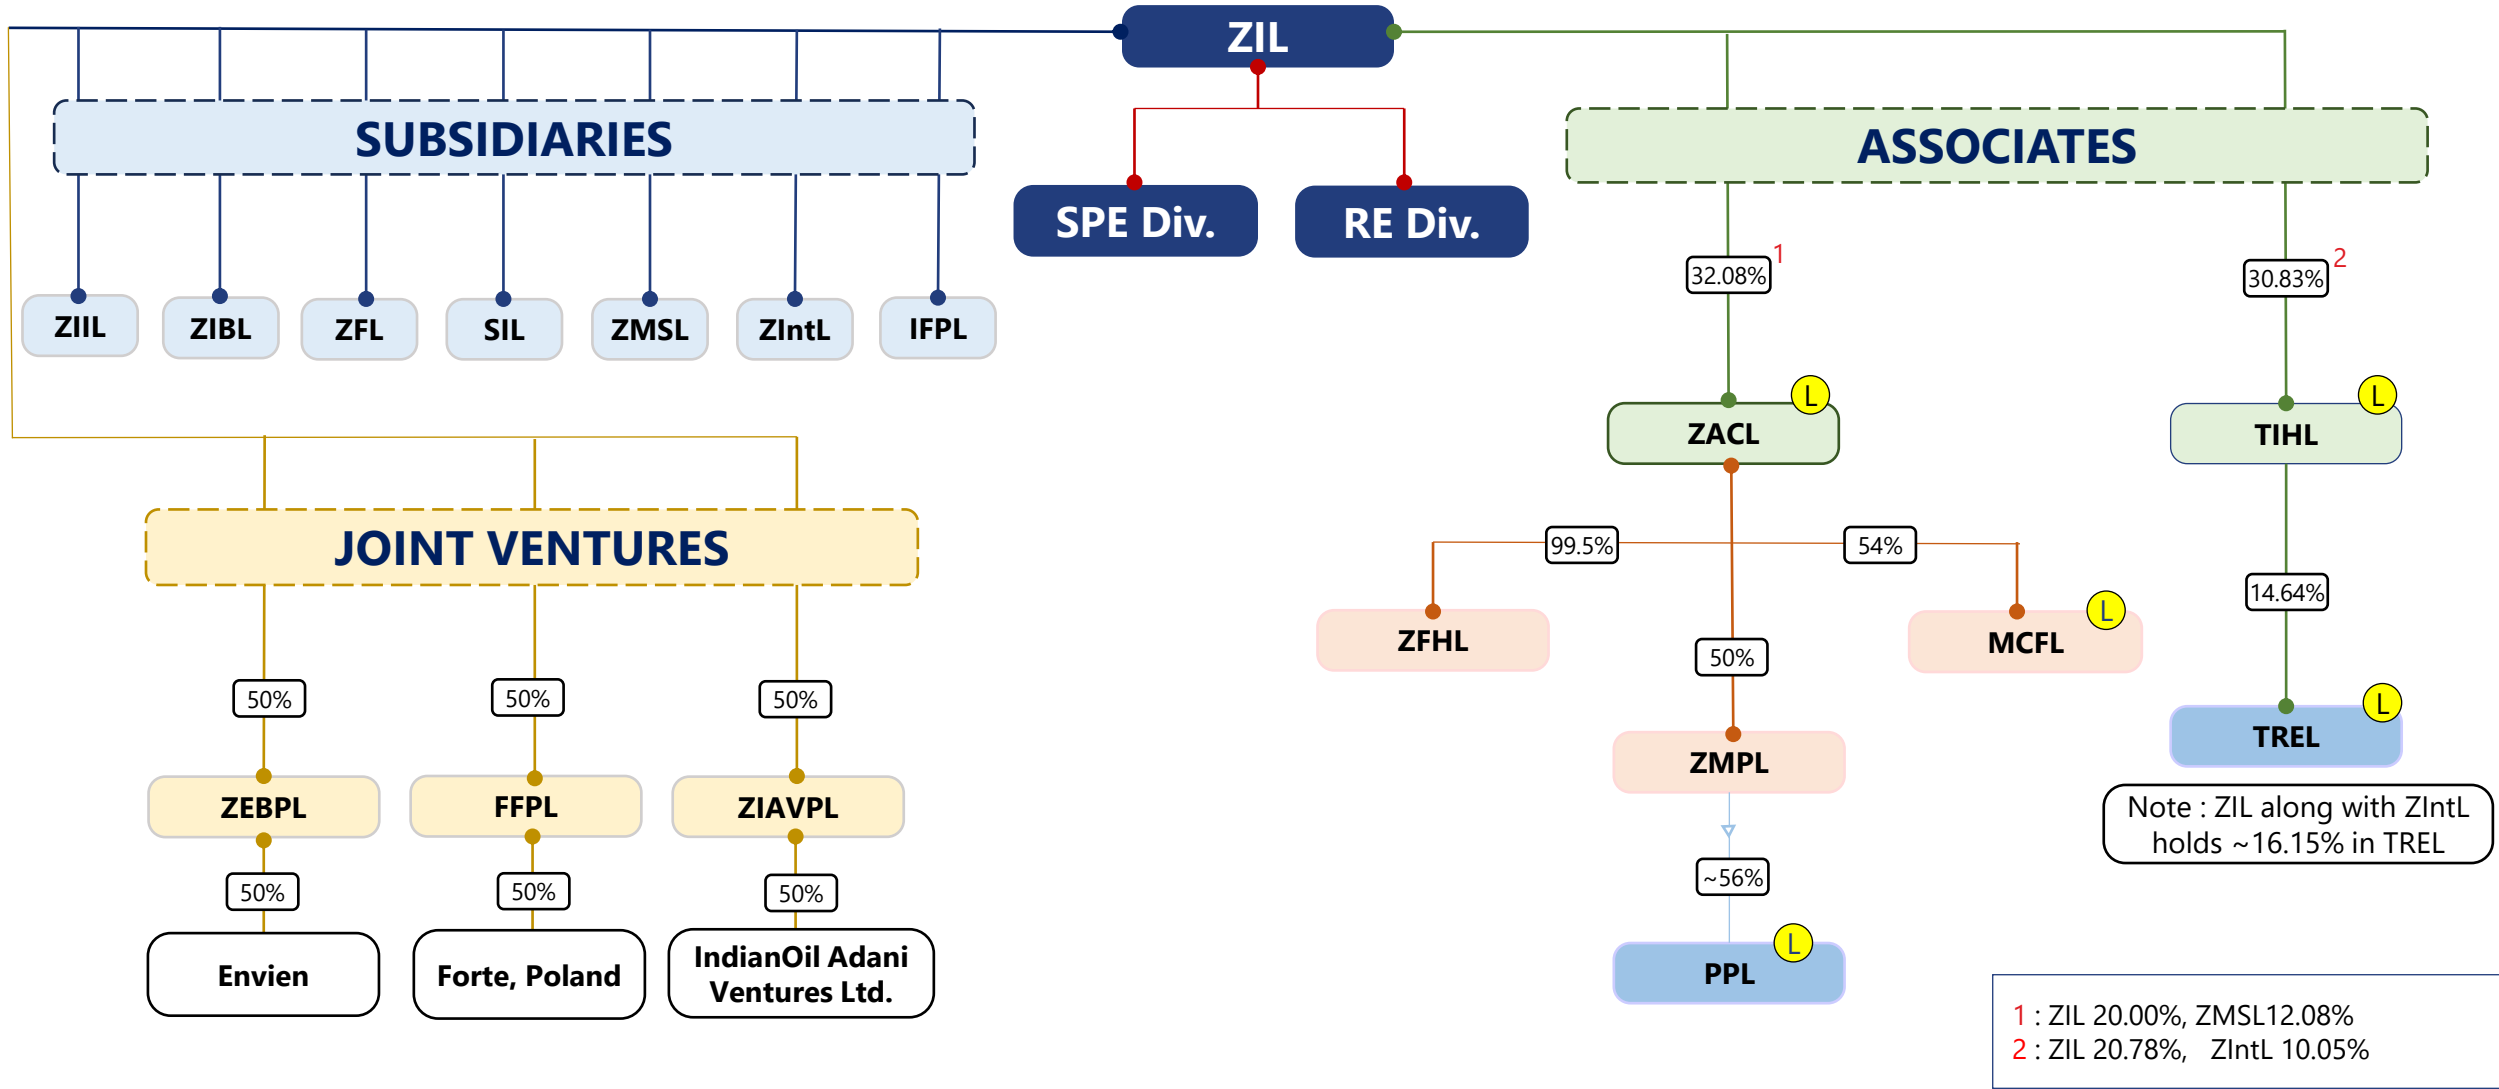 ZIL
SUBSIDIARIES
ASSOCIATES
SPE Div.
RE Div.
32.08% 1
30.83% 2
ZIIL
ZIBL
ZFL
SIL
ZMSL
ZIntL
IFPL
L
L
ZACL
TIHL
JOINT VENTURES
99.5%
54%
14.64%
L
ZFHL
MCFL
50%
50%
50%
50%
L
TREL
ZMPL
ZEBPL
FFPL
ZIAVPL
Note : ZIL along with ZIntL
holds ~16.15% in TREL
50%
50%
50%
~56%
L
PPL
Envien
Forte, Poland
IndianOil Adani
Ventures Ltd.
1 : ZIL 20.00%, ZMSL12.08%
2 : ZIL 20.78%, ZIntL 10.05%